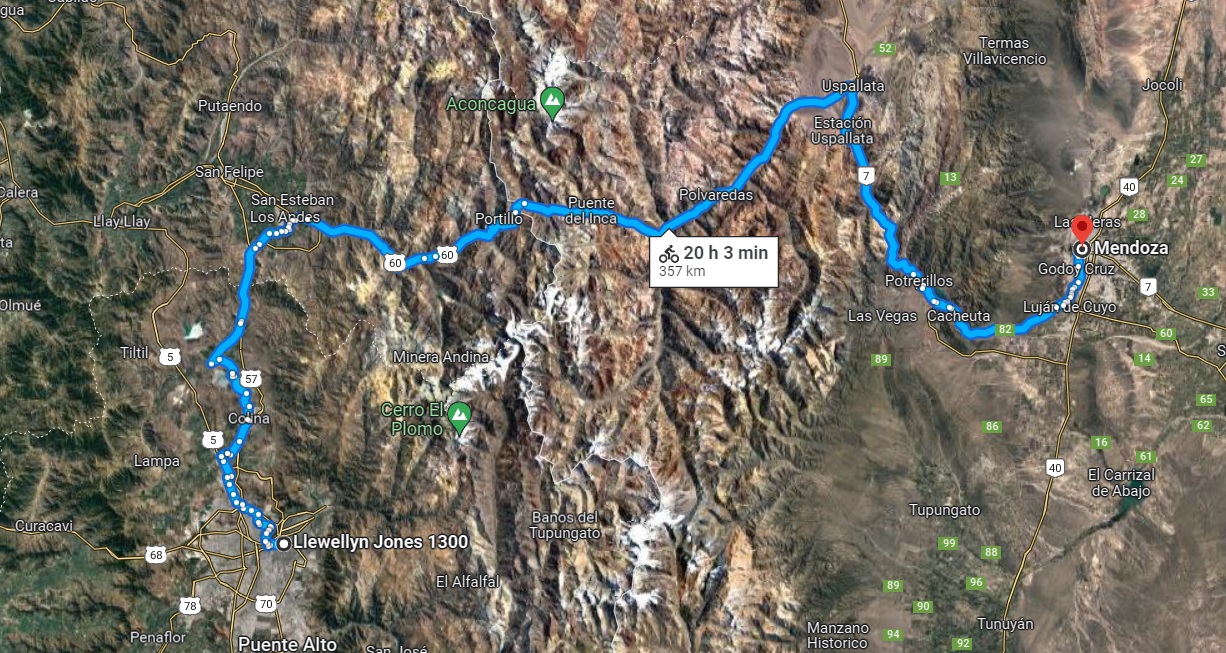 52
Termas
Villavicencio
Uspallata
Jocoli
Aconcagua
Putaendo
Estación
Uspallata
27
San Felipe
7
13
24
40
Calera
Polvaredas
San Esteban
Los Andes
Puente
del Inca
28
Llay Llay
Portillo
Las Heras
Mendoza
60
60
20 h 3 min
357 km
Godoy Cruz
Potrerillos
7
33
Olmué
Las Vegas
Cacheuta
Luján de Cuyo
82
60
Tiltil
5
Minera Andina
89
14
57
Cerro El
Plomo
65
Colina
86
62
5
16
61
Lampa
40
El Carrizal
de Abajo
Curacavi
Banos del
Tupungato
Tupungato
68
Llewellyn Jones 1300
99
88
El Alfalfal
89
96
78
70
90
Penaflor
Puente Alto
San José
Manzano
Historico
94
92
Tunuyán